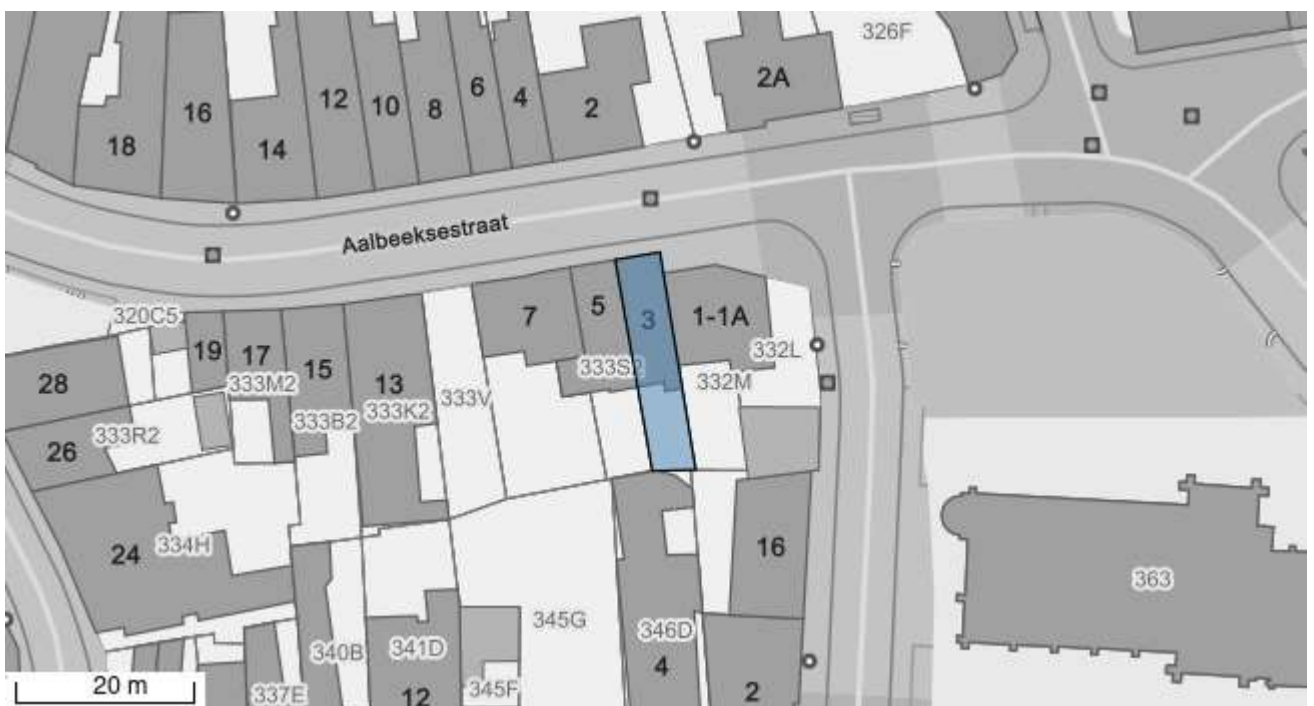 326F
2A
16
12
10
8
6
4
2
18
14
Aalbeeksestraat
320C5
19
17
15
13
7
5
3
1-1A
28
333M2
333B2
333K2
333V
333S2
332M
332L
26
333R2
24
334H
16
363
345G
346D
340B
341D
4
2
337E
12
345F
20 m